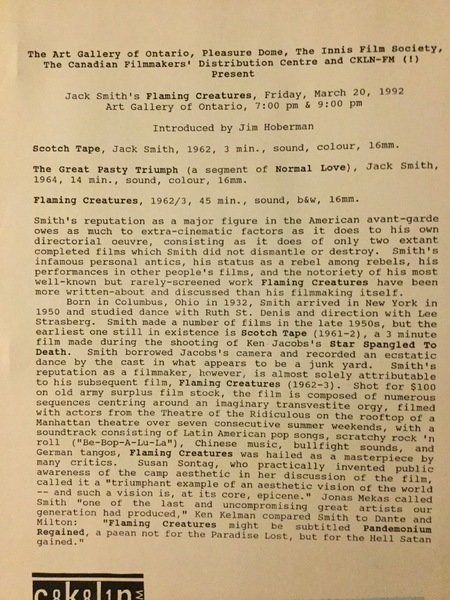 The Art Gallery of Ontario, Pleasure Dome, The Innis Film Society,
The Canadian Filmmakers' Distribution Centre and CKLN-FM (!)
Present
Jack Smith's Flaming Creatures, Friday, March 20, 1992
Art Gallery of Ontario, 7:00 pm & 9:00 pm
Introduced by Jim Hoberman
Scotch Tape, Jack Smith, 1962, 3 min., sound, colour, 16mm.
The Great Pasty Triumph (a segment of Normal Love), Jack Smith,
1964, 14 min., sound, colour, 16mm.
Flaming Creatures, 1962/3, 45 min., sound, b&w, 16mm.
Smith's reputation as a major figure in the American avant-garde
owes as much to extra-cinematic factors as it does to his own
directorial oeuvre, consisting as it does of only two extant
completed films which Smith did not dismantle or destroy. Smith's
infamous personal antics, his status as a rebel among rebels, his
performances in other people's films, and the notoriety of his most
well-known but rarely-screened work Flaming Creatures have been
more written-about and discussed than his filmmaking itself.
Born in Columbus, Ohio in 1932, Smith arrived in New York in
1950 and studied dance with Ruth St. Denis and direction with Lee
Strasberg. Smith made a number of films in the late 1950s, but the
earliest one still in existence is Scotch Tape (1961-2), a 3 minute
film made during the shooting of Ken Jacobs's Star Spangled To
Death. Smith borrowed Jacobs's camera and recorded an ecstatic
dance by the cast in what appears to be a junk yard. Smith's
reputation as a filmmaker, however, is almost solely attributable
to his subsequent film, Flaming Creatures (1962-3). Shot for $100
on old army surplus film stock, the film is composed of numerous
sequences centring around an imaginary transvestite orgy, filmed
with actors from the Theatre of the Ridiculous on the rooftop of a
Manhattan theatre over seven consecutive summer weekends, with a
soundtrack consisting of Latin American pop songs, scratchy rock 'n
roll ("Be-Bop-A-Lu-La"), Chinese music, bullfight sounds, and
German tangos, Flaming Creatures was hailed as a masterpiece by
many critics. Susan Sontag, who practically invented public
awareness of the camp aesthetic in her discussion of the film,
called it a "triumphant example of an aesthetic vision of the world
-- and such a vision is, at its core, epicene." Jonas Mekas called
Smith "one of the last and uncompromising great artists our
generation had produced," Ken Kelman compared Smith to Dante and
Milton: "Flaming Creatures might be subtitled Pandemonium
Regained, a paean not for the Paradise Lost, but for the Hell Satan
gained."